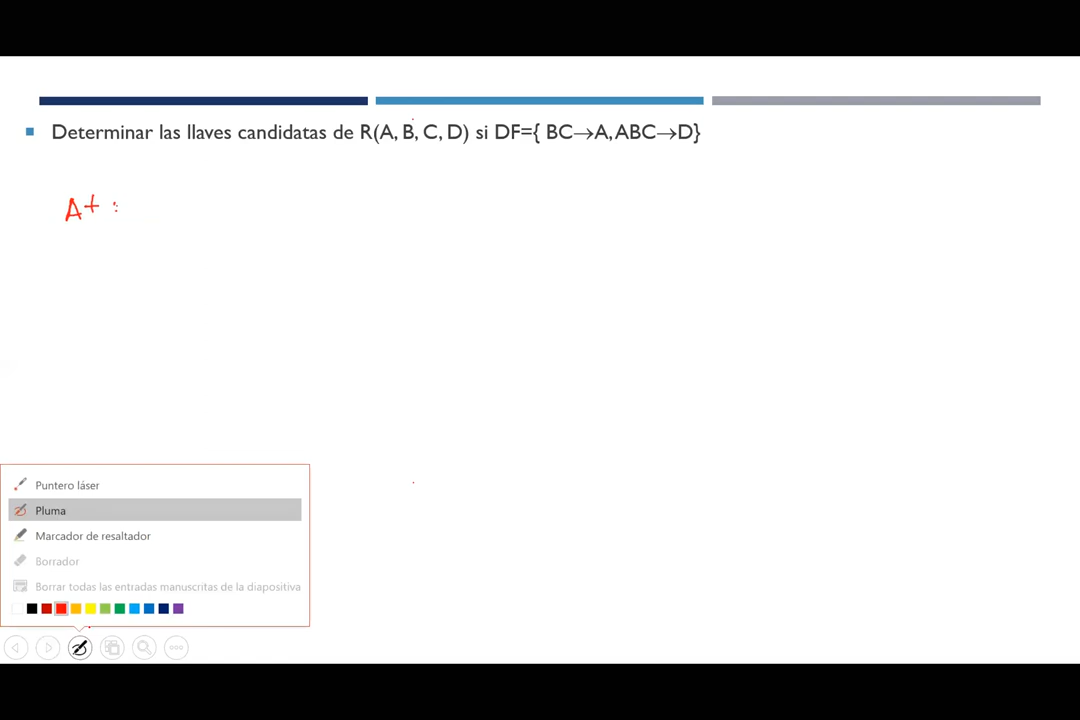 Determinar las llaves candidatas de R(A, B, C, D) si DF={ BC→A, ABC→D}
A+ :
Puntero láser
Pluma
Marcador de resaltador
Borrador
Borrar todas las entradas manuscritas de la diapositiva